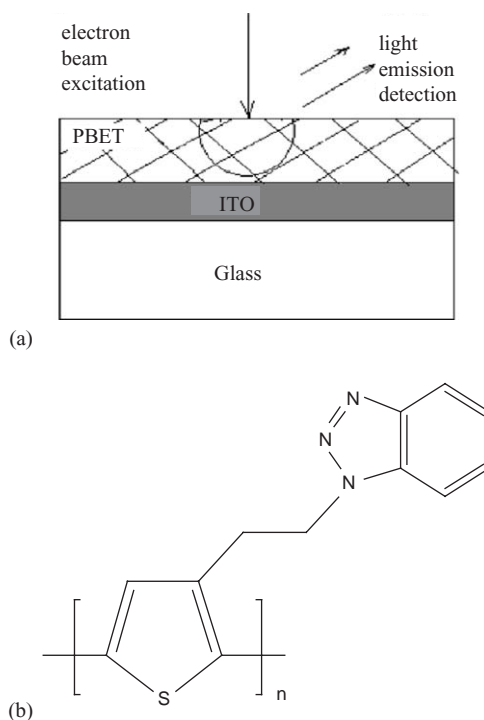 electron
beam
excitation
light
emission
detection
PBET
ITO
Glass
(a)
N
N
N
S
n
(b)